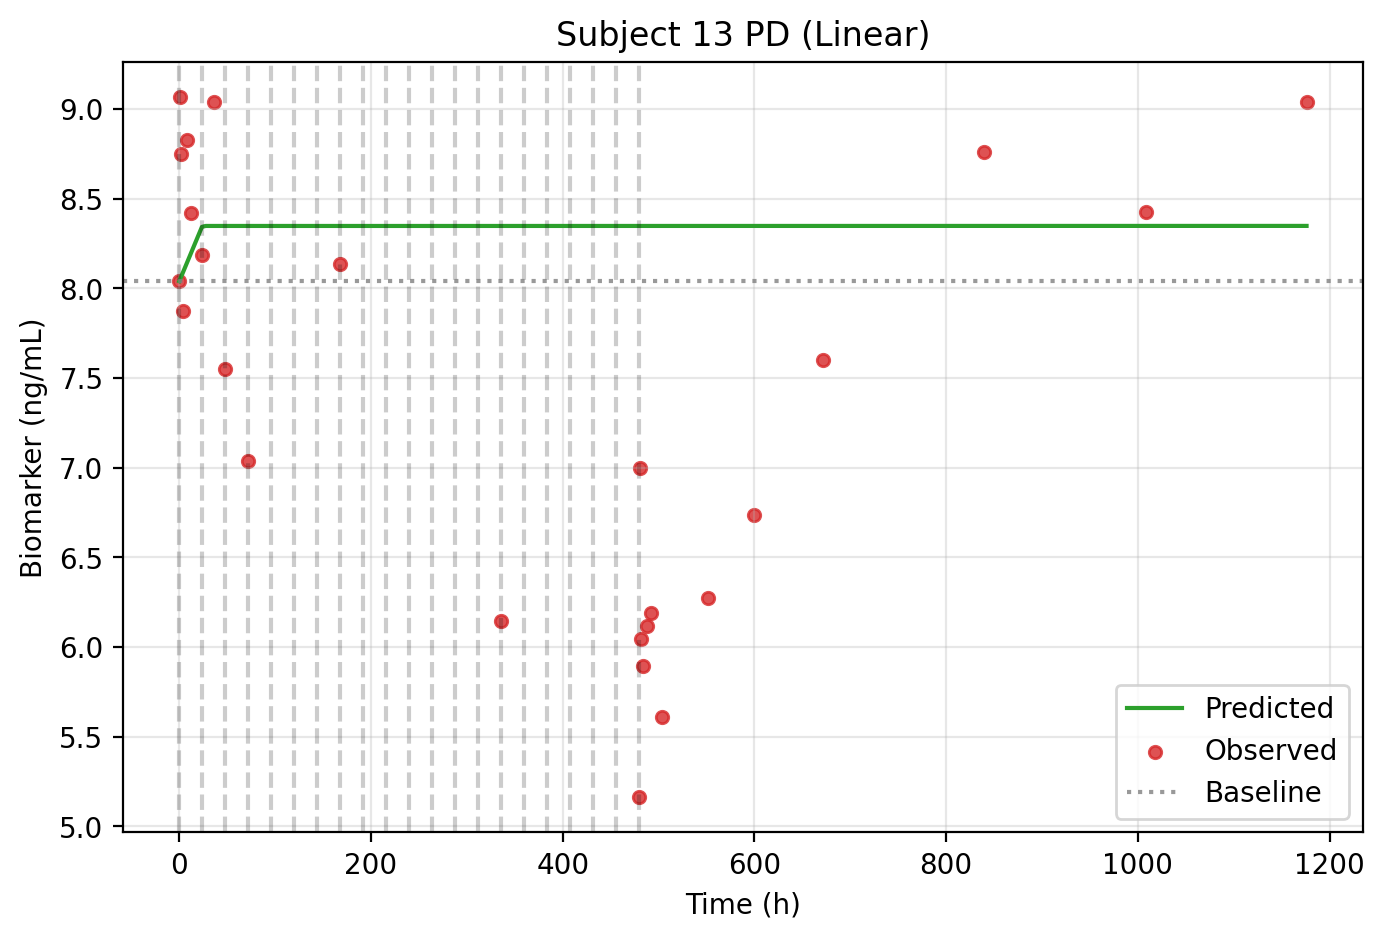 Subject 13 PD (Linear)
Biomarker (ng/mL)
9.0
8.5
8.0
7.5
7.0
6.5
6.0
5.5
5.0
Predicted
Observed
Baseline
0 200 400 600 800 1000 1200
Time (h)